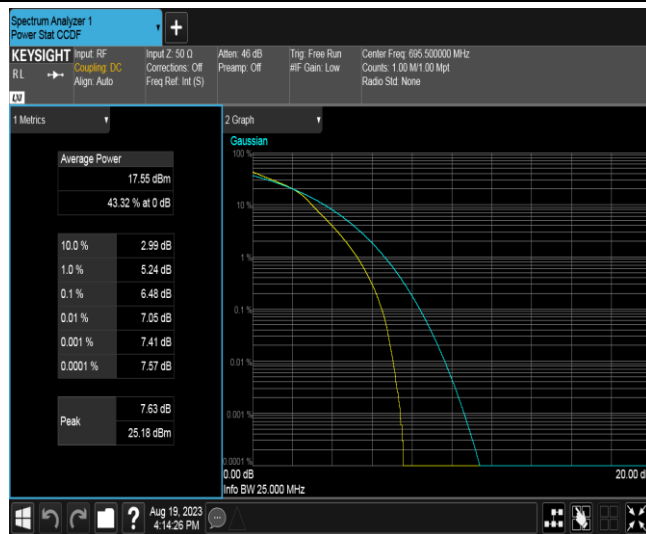 Spectrum Analyzer 1
Power Stat CCDF
+
KEYSIGHT
RL
LXI
Input: RF
Coupling: DC
Align: Auto
Input Z: 50 Ω
Corrections: Off
Freq Ref: Int (S)
Atten: 46 dB
Preamp: Off
Trig: Free Run
#IF Gain: Low
Center Freq: 695.500000 MHz
Counts: 1.00 M/1.00 Mpt
Radio Std: None
1 Metrics
Average Power
17.55 dBm
43.32 % at 0 dB
10.0 % 2.99 dB
1.0 % 5.24 dB
0.1 % 6.48 dB
0.01 % 7.05 dB
0.001 % 7.41 dB
0.0001 % 7.57 dB
Peak
7.63 dB
25.18 dBm
2 Graph
Gaussian
100 %
10 %
1 %
0.1 %
0.01 %
0.001 %
0.0001 %
0.00 dB
20.00 d
Info BW 25.000 MHz
?
Aug 19, 2023
4:14:26 PM